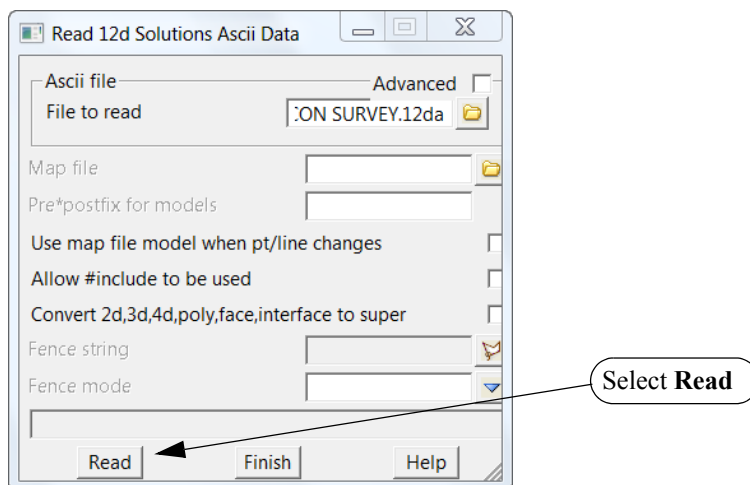 Read 12d Solutions Ascii Data
Ascii file
Advanced
File to read
CON SURVEY.12da
Map file
Pre*postfix for models
Use map file model when pt/line changes
Allow #include to be used
Convert 2d,3d,4d,poly,face,interface to super
Fence string
Fence mode
Select Read
Read
Finish
Help